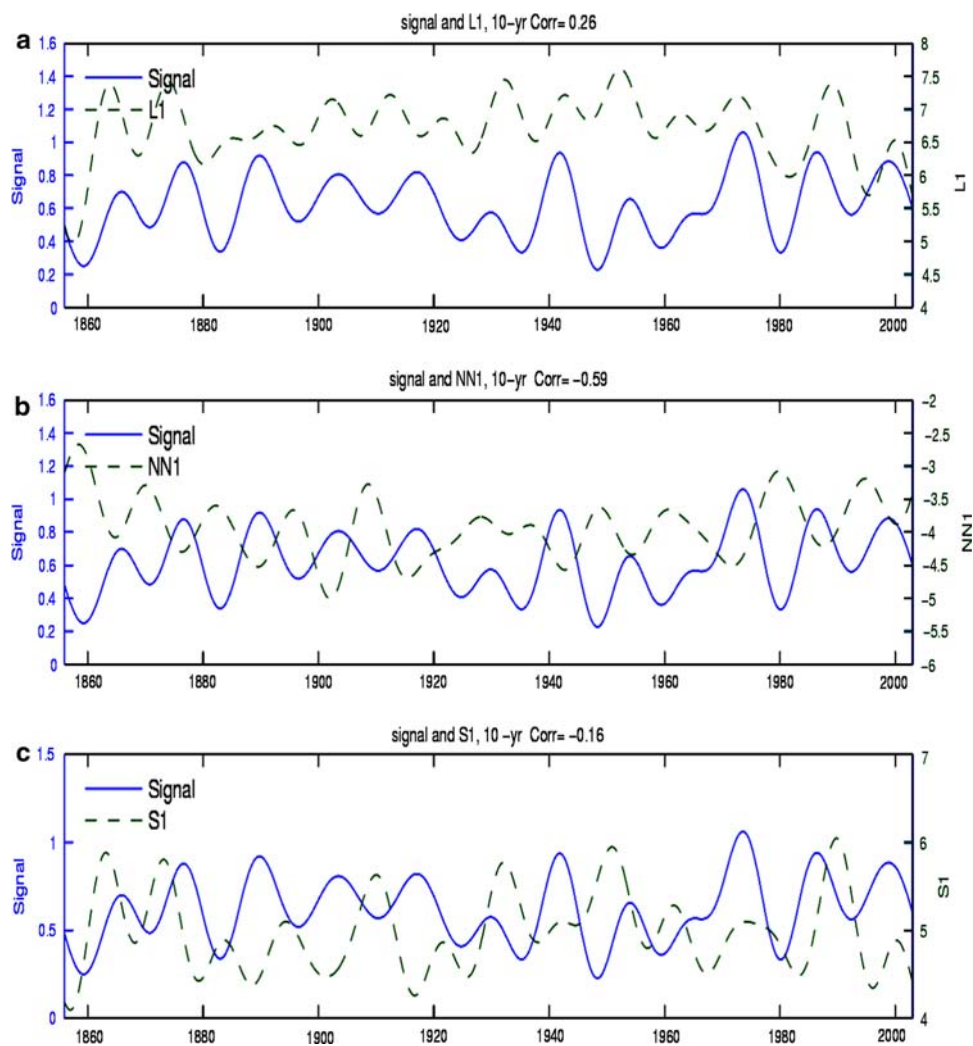 a
signal and L1, 10-yr Corr= 0.26
1.6
1.4
1.2
1
0.8
0.6
0.4
0.2
0
Signal
Signal
L1
8
7.5
7
6.5
6
5.5
5
4.5
4
L1
1860 1880 1900 1920 1940 1960 1980 2000
b
signal and NN1, 10-yr Corr= −0.59
1.6
1.4
1.2
1
0.8
0.6
0.4
0.2
0
Signal
Signal
NN1
−2
−2.5
−3
−3.5
−4
−4.5
−5
−5.5
−6
NN1
1860 1880 1900 1920 1940 1960 1980 2000
c
signal and S1, 10 −yr Corr= −0.16
1.5
1
0.5
0
Signal
Signal
S1
7
6
5
4
S1
1860 1880 1900 1920 1940 1960 1980 2000